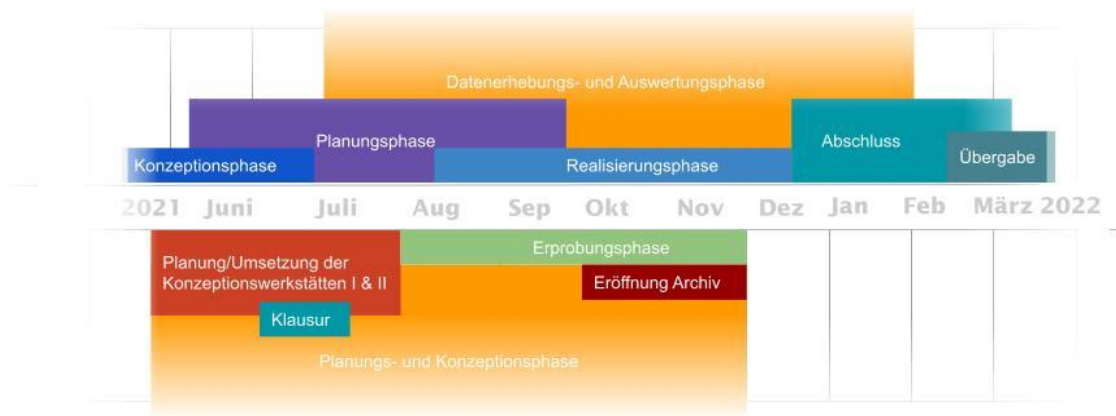 Datenerhebungs- und Auswertungsphase
Planungsphase
Abschluss
Konzeptionsphase
Realisierungsphase
Übergabe
2021 Juni Juli Aug Sep Okt Nov Dez Jan Feb März 2022
Erprobungsphase
Planung/Umsetzung der
Konzeptionswerkstätten I & II
Eröffnung Archiv
Klausur
Planungs- und Konzeptionsphase